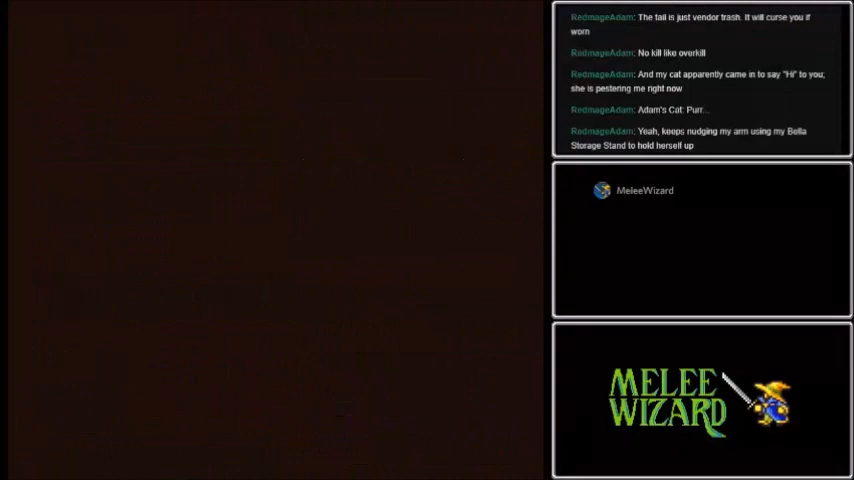 RedmageAdam: The tail is just vendor trash. It will curse you if
worn
RedmageAdam: No kill like overkill
RedmageAdam: And my cat apparently came in to say "Hi" to you;
she is pestering me right now
RedmageAdam: Adam's Cat: Purr...
RedmageAdam: Yeah, keeps nudging my arm using my Bella
Storage Stand to hold herself up
MeleeWizard
MELEE
WIZARD